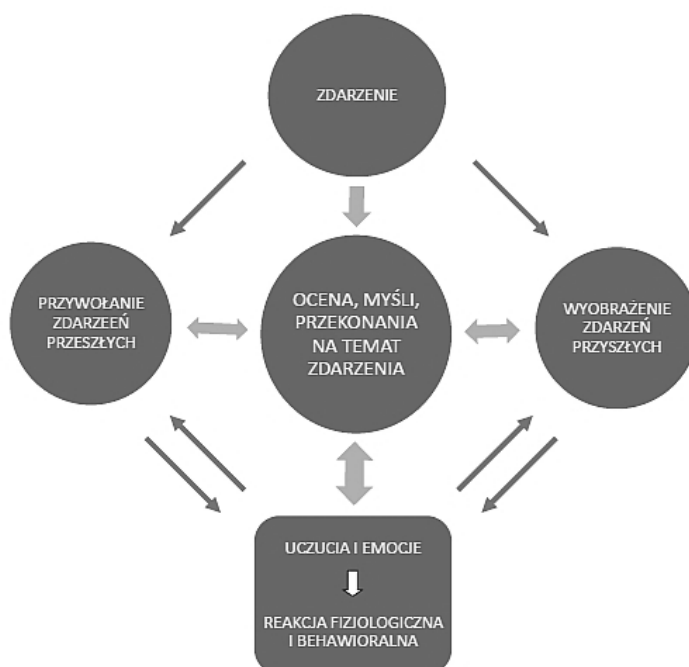 ZDARZENIE
PRZYWOŁANIE
ZDARZEEŃ
PRZESZŁYCH
OCENA, MYŚLI,
PRZEKONANIA
NA TEMAT
ZDARZENIA
WYOBRAŻENIE
ZDARZEŃ
PRZYSZŁYCH
UCZUCIA I EMOCJE
REAKCJA FIZJOLOGICZNA
I BEHAWIORALNA